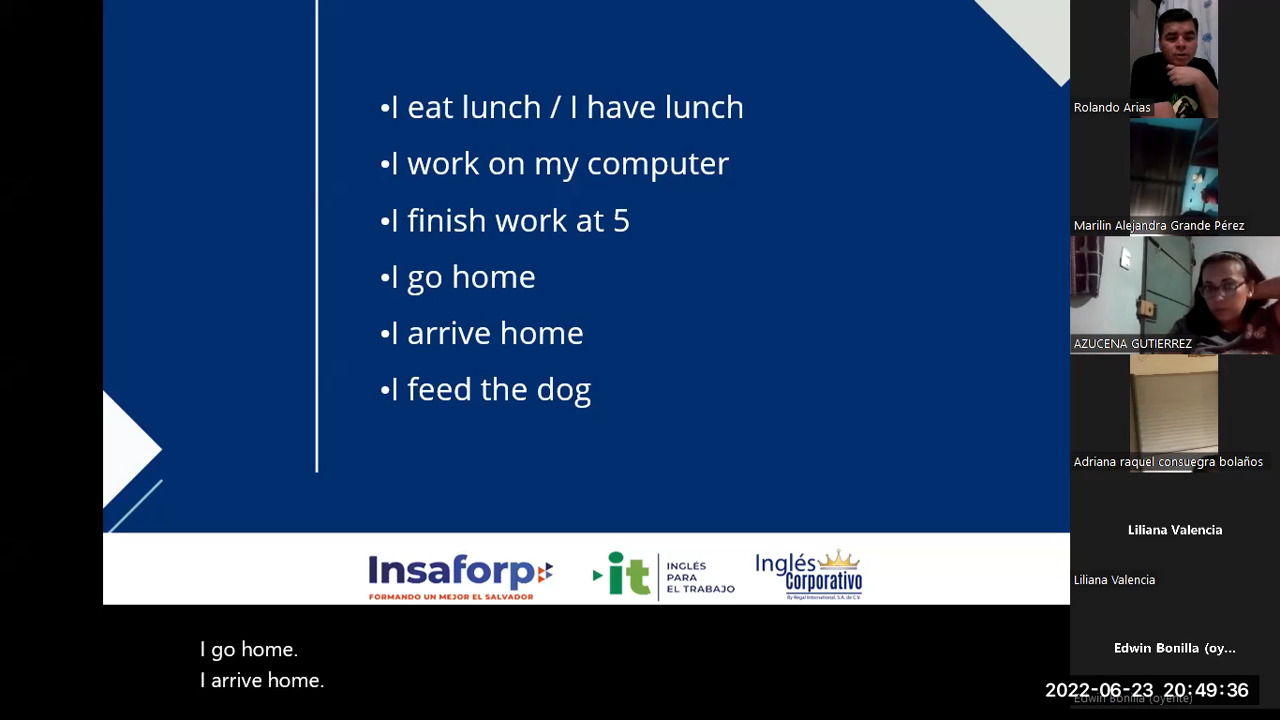 •I eat lunch / I have lunch
•I work on my computer
•I finish work at 5
•I go home
•I arrive home
•I feed the dog
Insaforp
FORMANDO UN MEJOR EL SALVADOR
it
INGLÉS
PARA
EL TRABAJO
Inglés
Corporativo
By Regal International, S.A. de C.V.
I go home.
I arrive home.
Rolando Arias
Marilin Alejandra Grande Pérez
AZUCENA GUTIERREZ
Adriana raquel consuegra bolaños
Liliana Valencia
Liliana Valencia
Edwin Bonilla (oy...
2022-06-23 20:49:36
Edwin Bonilla (oyente)